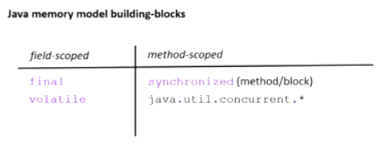 Java memory model building-blocks
field-scoped method-scoped
final synchronized (method/block)
volatile java.util.concurrent.*